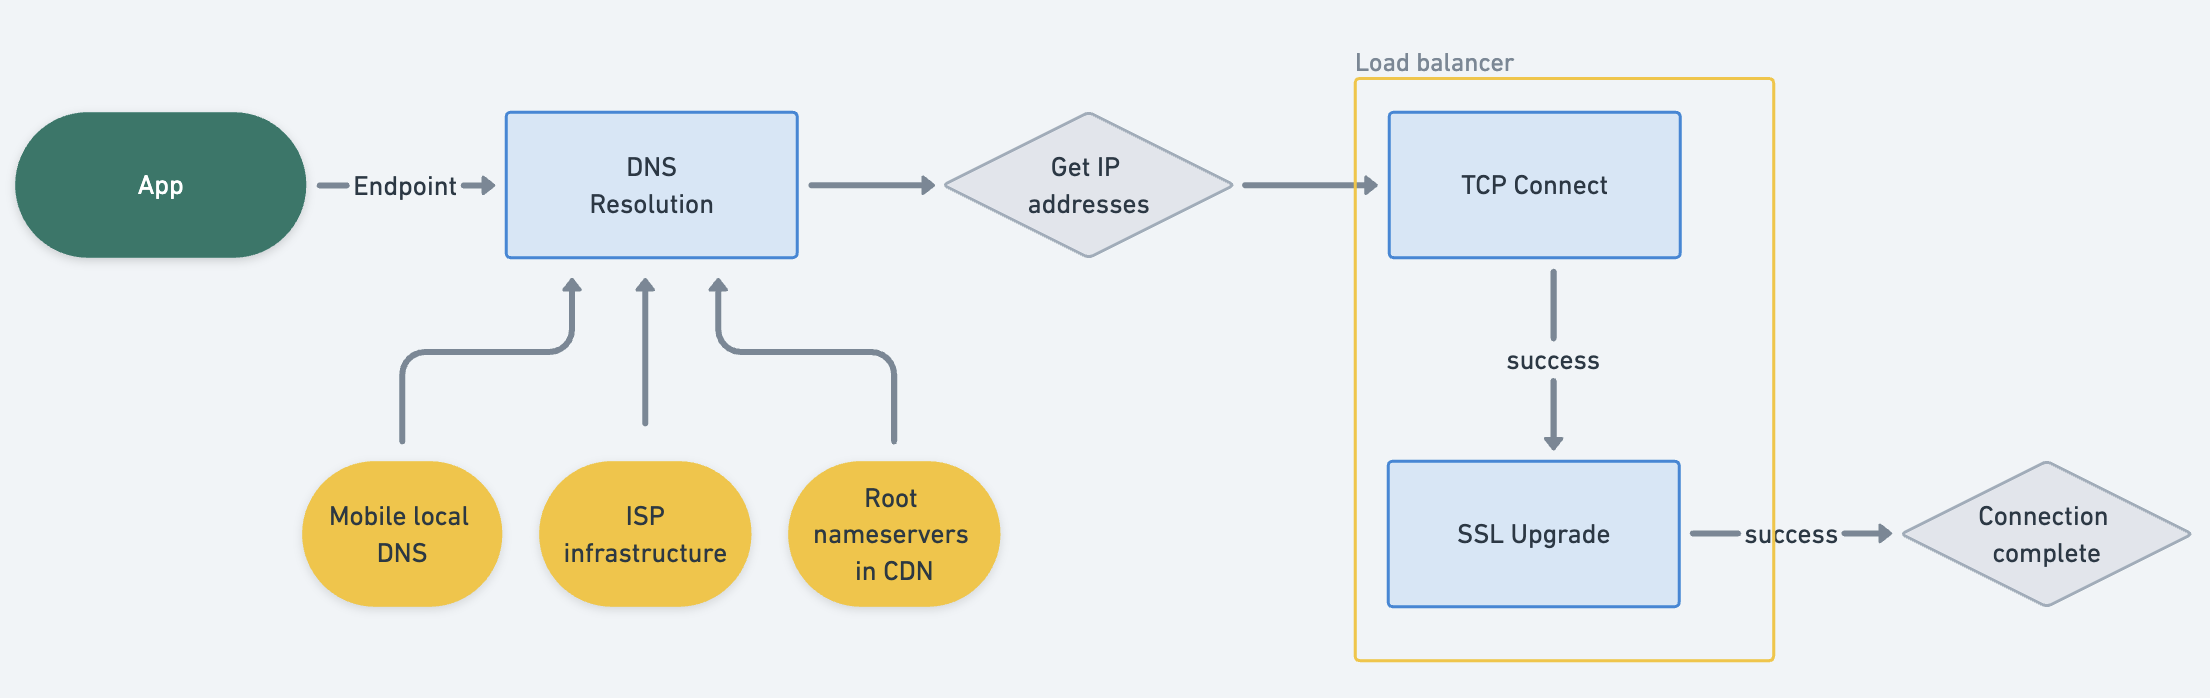 Load balancer
App
Endpoint
DNS
Resolution
Get IP
addresses
TCP Connect
success
Mobile local
DNS
ISP
infrastructure
Root
nameservers
in CDN
SSL Upgrade
success
Connection
complete